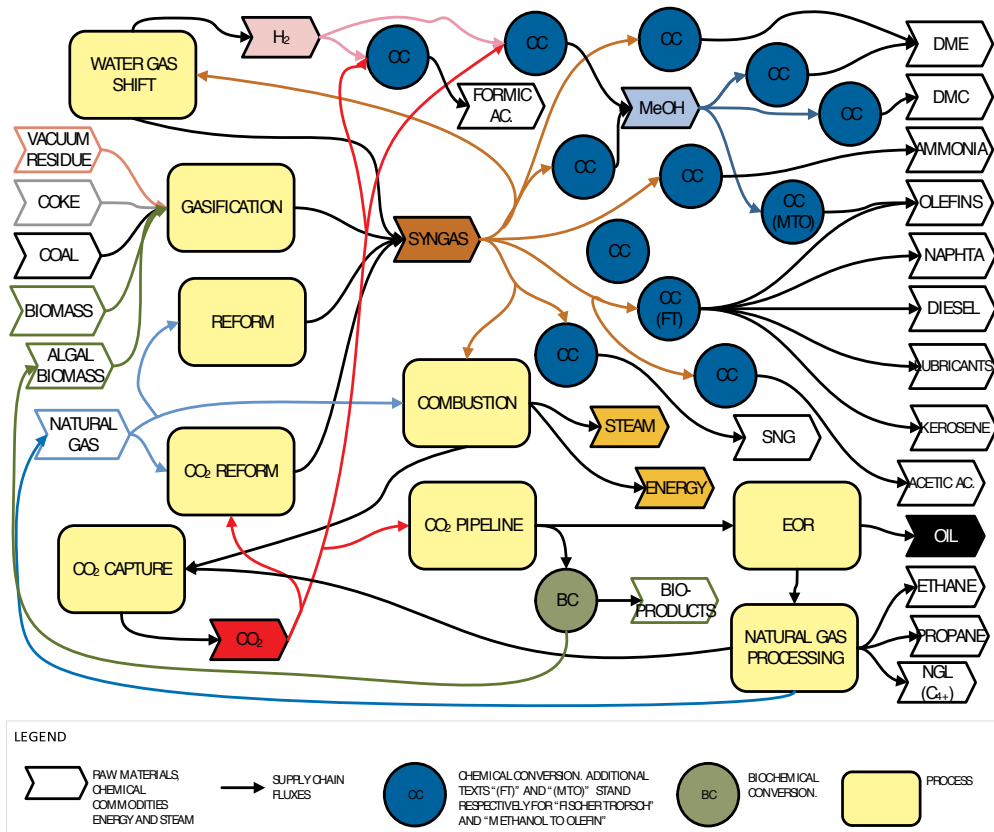 H₂
CC
CC
CC
DME
WATER GAS
SHIFT
CC
FORMIC
AC.
MeOH
CC
DMC
VACUUM
RESIDUE
CC
CC
AMMONIA
COKE
GASIFICATION
CC
(MTO)
OLEFINS
COAL
SYNGAS
CC
NAPHTA
BIOMASS
REFORM
CC
(FT)
DIESEL
ALGAL
BIOMASS
CC
CC
LUBRICANTS
COMBUSTION
NATURAL
GAS
STEAM
SNG
KEROSENE
CO₂ REFORM
ENERGY
ACETIC AC.
CO₂ PIPELINE
EOR
OIL
CO₂ CAPTURE
BC
BIO-
PRODUCTS
ETHANE
CO₂
NATURAL GAS
PROCESSING
PROPANE
NGL
(C₄₊)
LEGEND
RAW MATERIALS,
CHEMICAL
COMMODITIES
ENERGY AND STEAM
SUPPLY CHAIN
FLUXES
CC
CHEMICAL CONVERSION. ADDITIONAL
TEXTS "(FT)" AND "(MTO)" STAND
RESPECTIVELY FOR "FISCHER TROPSCH"
AND "METHANOL TO OLEFIN"
BC
BIOCHEMICAL
CONVERSION.
PROCESS